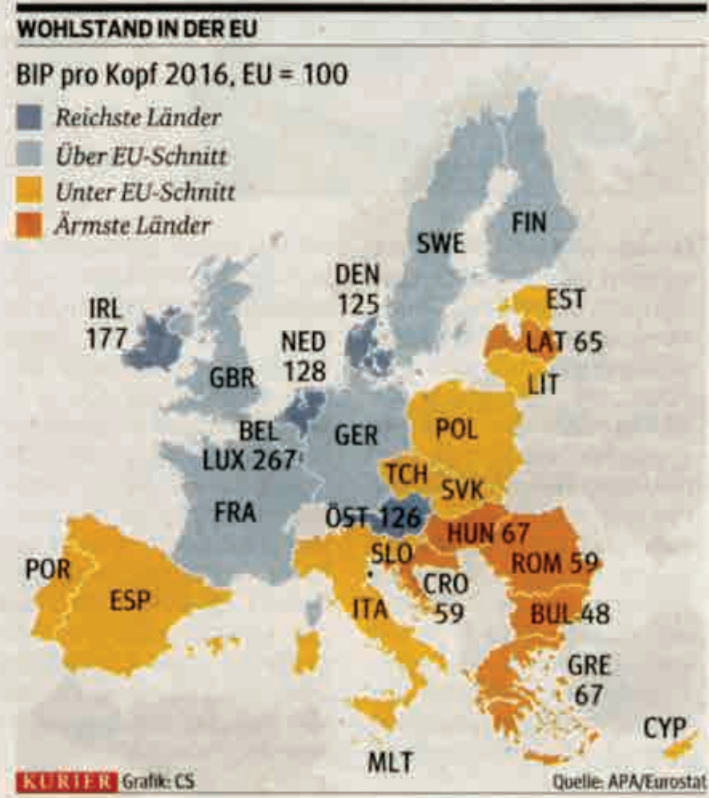 WOHLSTAND IN DER EU
BIP pro Kopf 2016, EU = 100
Reichste Länder
Über EU-Schnitt
Unter EU-Schnitt
Ärmste Länder
FIN
SWE
DEN
125
EST
IRL
177
LAT 65
NED
128
LIT
GBR
BEL
GER
POL
LUX 267
TCH
SVK
FRA
ÖST 126
HUN 67
SLO
ROM 59
POR
ESP
ITA
CRO
59
BUL 48
GRE
67
CYP
MLT
KURIER Grafik: CS
Quelle: APA/Eurostat